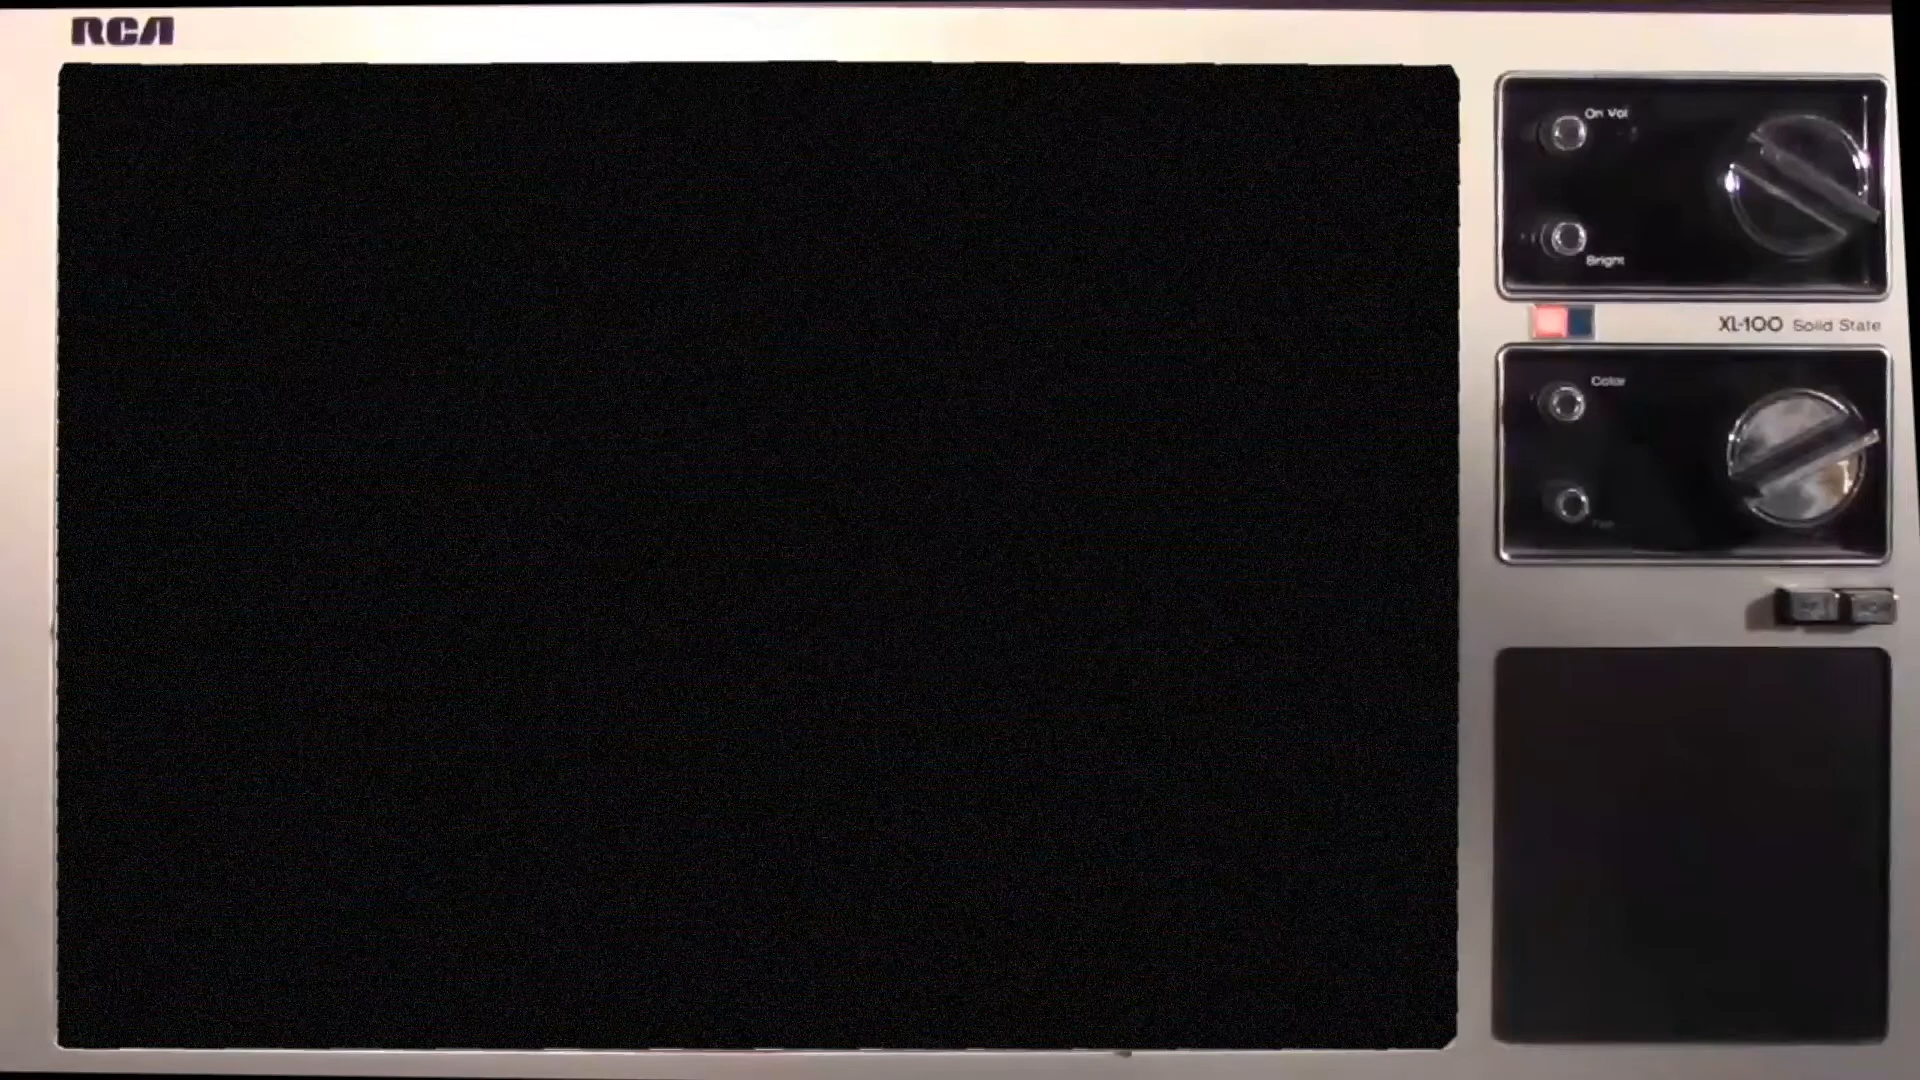 RCA
On Vol
Bright
XL-100 Solid State
Color